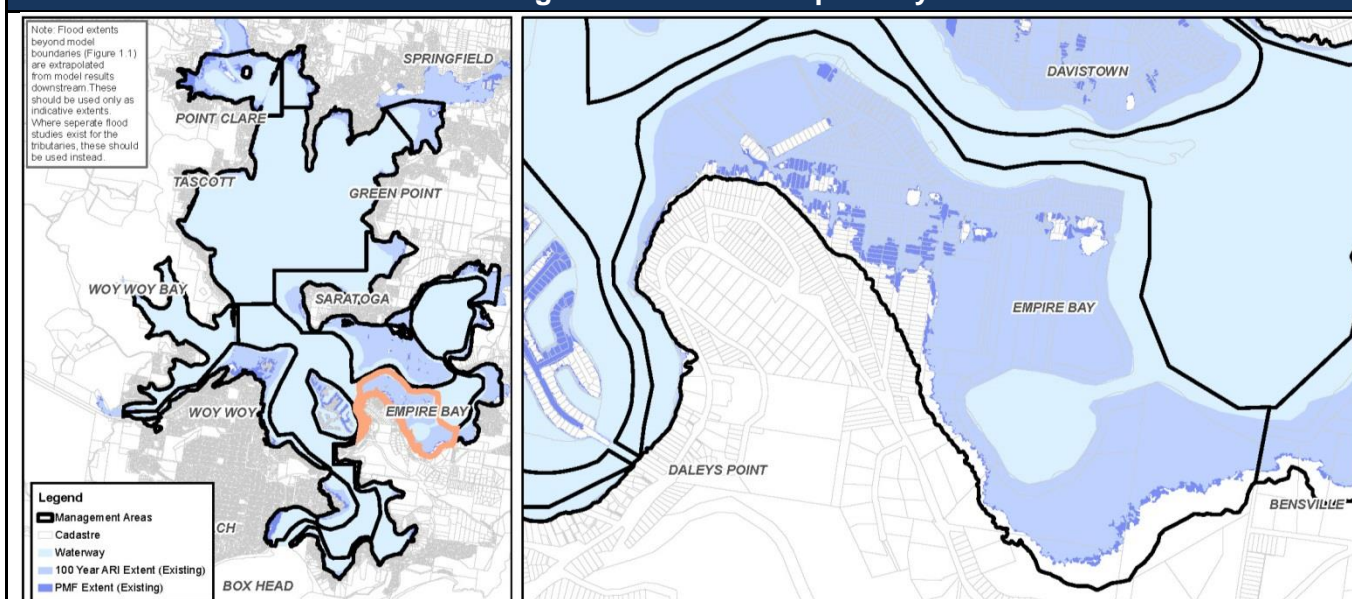 Note: Flood extents
beyond model
boundaries (Figure 1.1)
are extrapolated
from model results
downstream.These
should be used only as
indicative extents.
Where seperate flood
studies exist for the
tributaries, these should
be used instead.
SPRINGFIELD
POINT CLARE
TASCOTT
GREEN POINT
WOY WOY BAY
SARATOGA
WOY WOY
EMPIRE BAY
Legend
Management Areas
Cadastre
Waterway
100 Year ARI Extent (Existing)
PMF Extent (Existing)
CH
BOX HEAD
DAVISTOWN
EMPIRE BAY
DALEYS POINT
BENSVILLE